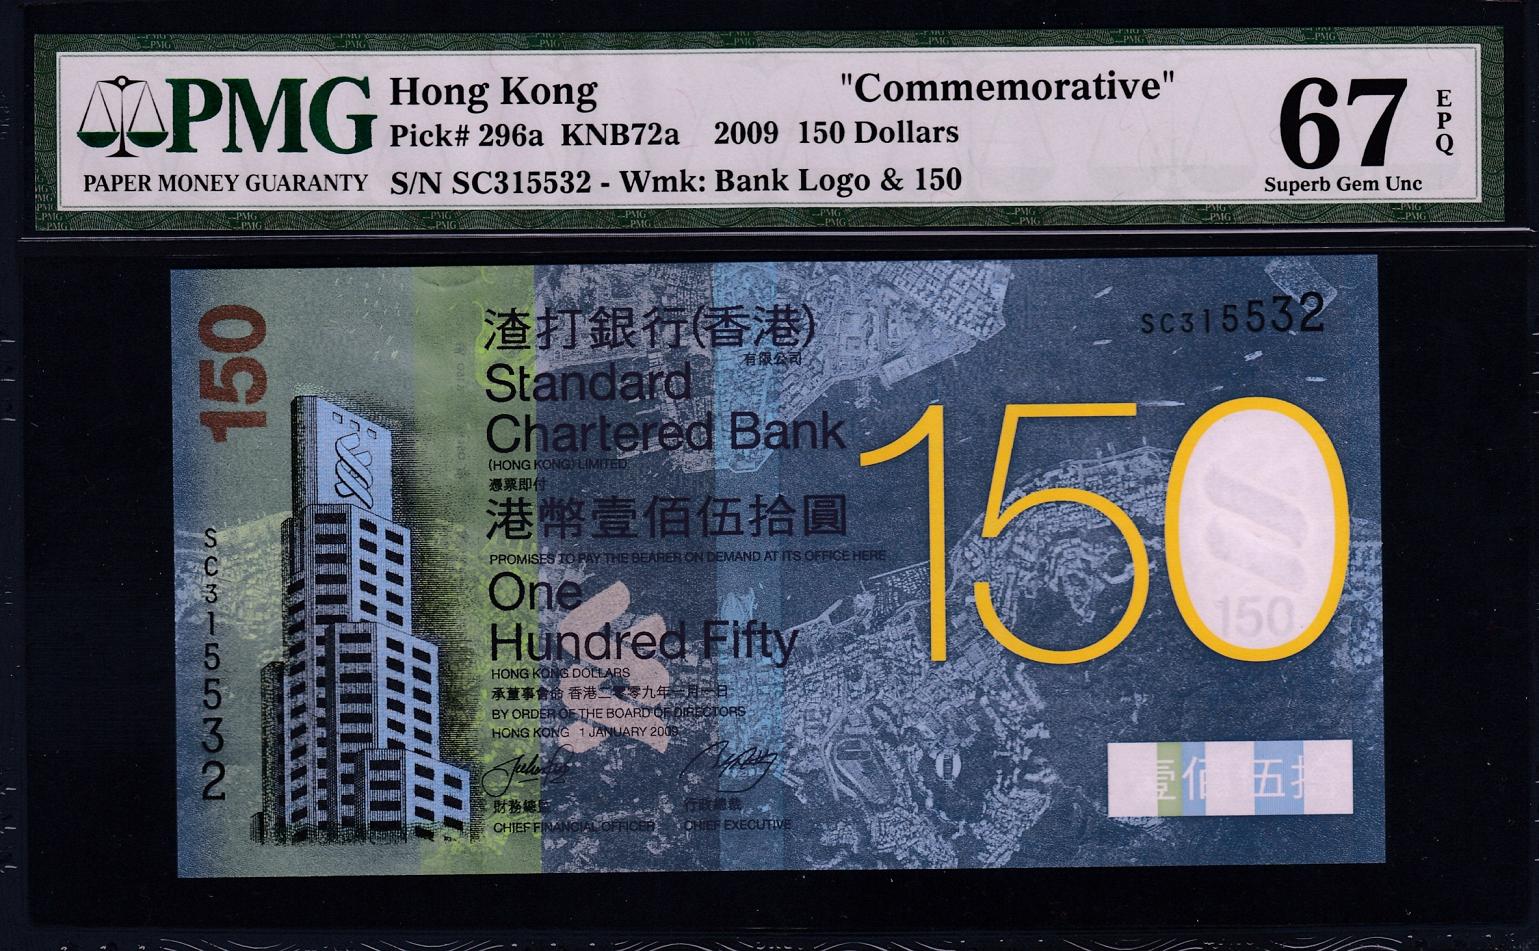 PMG
PAPER MONEY GUARANTY
Hong Kong "Commemorative"
Pick# 296a KNB72a 2009 150 Dollars
S/N SC315532 - Wmk: Bank Logo & 150
67
EPQ
Superb Gem Unc
150
SC315532
渣打銀行(香港)
有限公司
Standard
Chartered Bank
(HONG KONG) LIMITED
憑票即付
港幣壹佰伍拾圓
PROMISES TO PAY THE BEARER ON DEMAND AT ITS OFFICE HERE
One
Hundred Fifty
HONG KONG DOLLARS
承董事會命 香港二零零九年一月一日
BY ORDER OF THE BOARD OF DIRECTORS
HONG KONG 1 JANUARY 2009
財務總監 行政總裁
CHIEF FINANCIAL OFFICER CHIEF EXECUTIVE
SC315532
150
150
壹佰伍拾